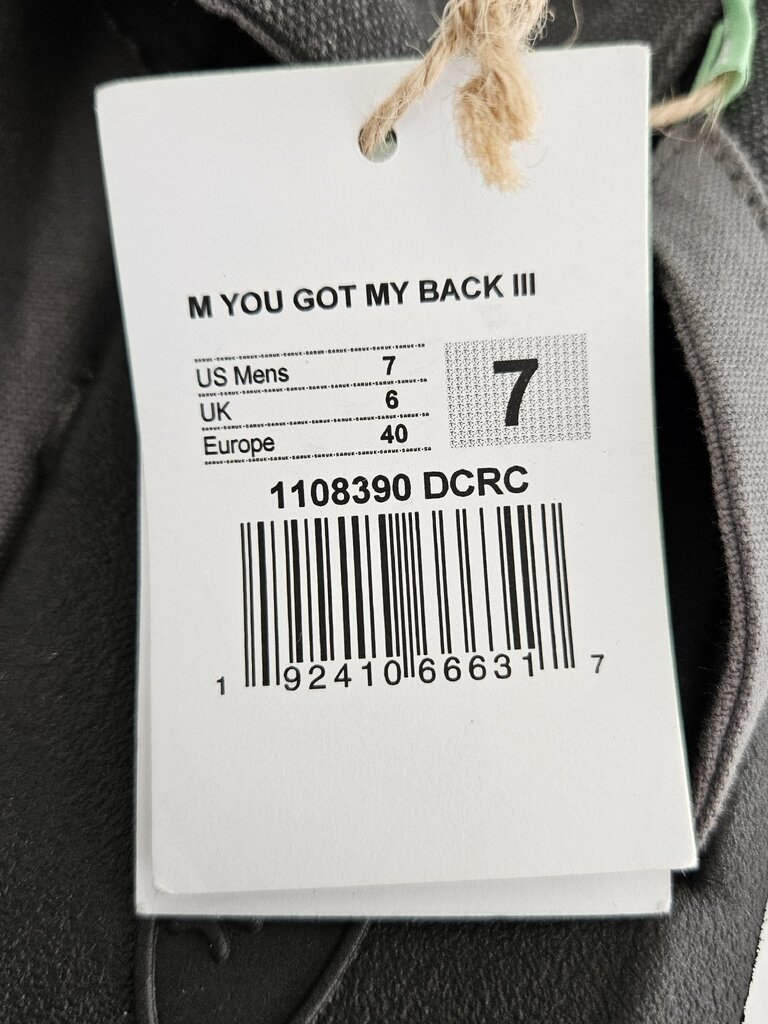 M YOU GOT MY BACK III
US Mens 7
UK 6
Europe 40
7
1108390 DCRC
1 92410 66631 7